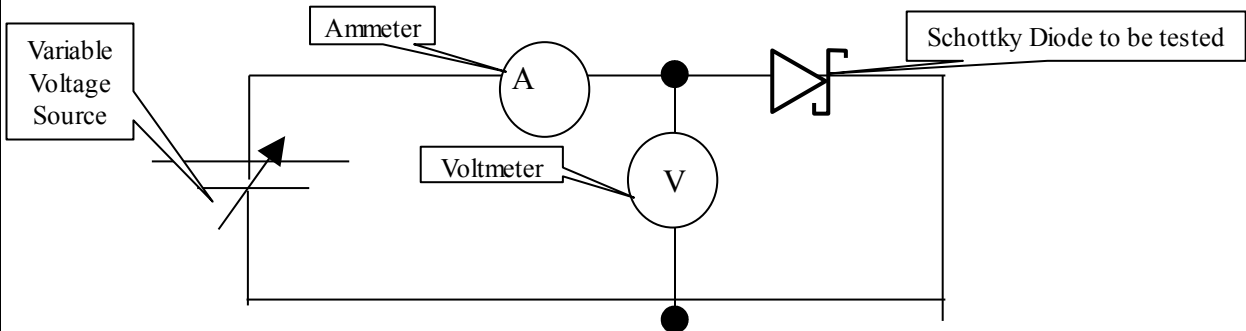 Variable
Voltage
Source
Ammeter
A
Schottky Diode to be tested
Voltmeter
V